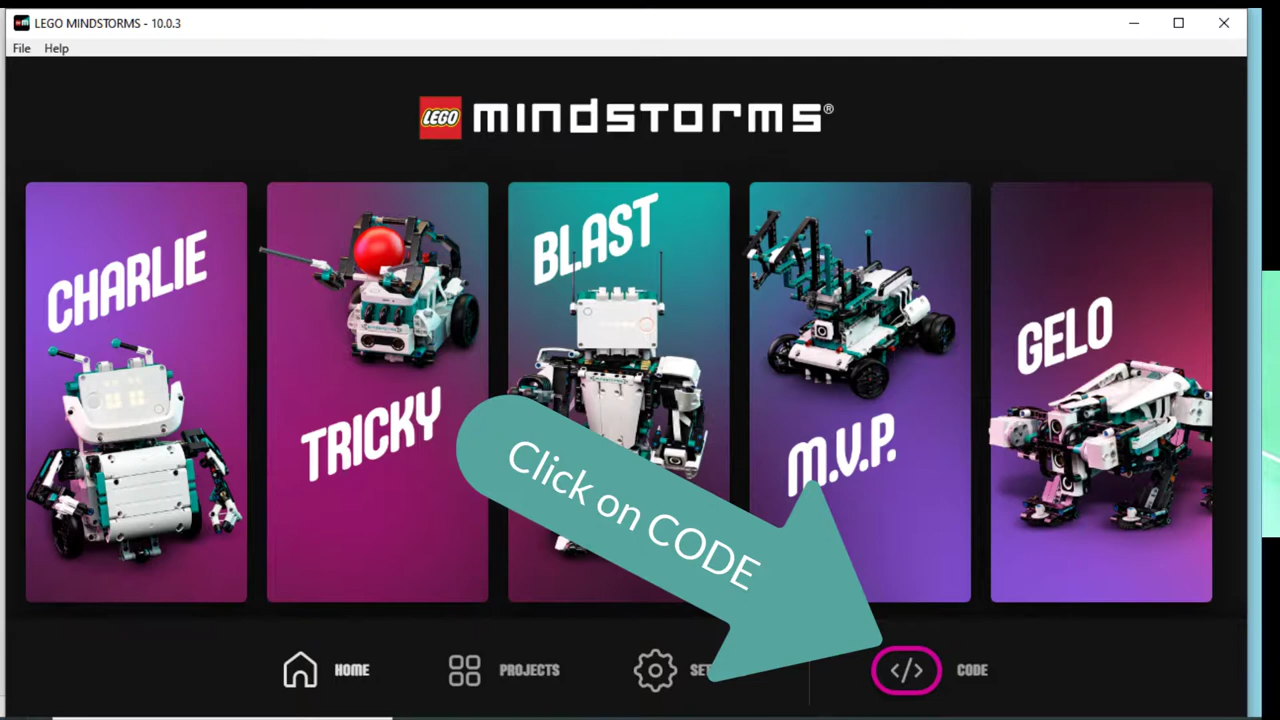 LEGO MINDSTORMS - 10.0.3
File Help
LEGO mindstorms®
CHARLIE
TRICKY
BLAST
M.V.P.
GELO
Click on CODE
HOME
PROJECTS
SET
CODE